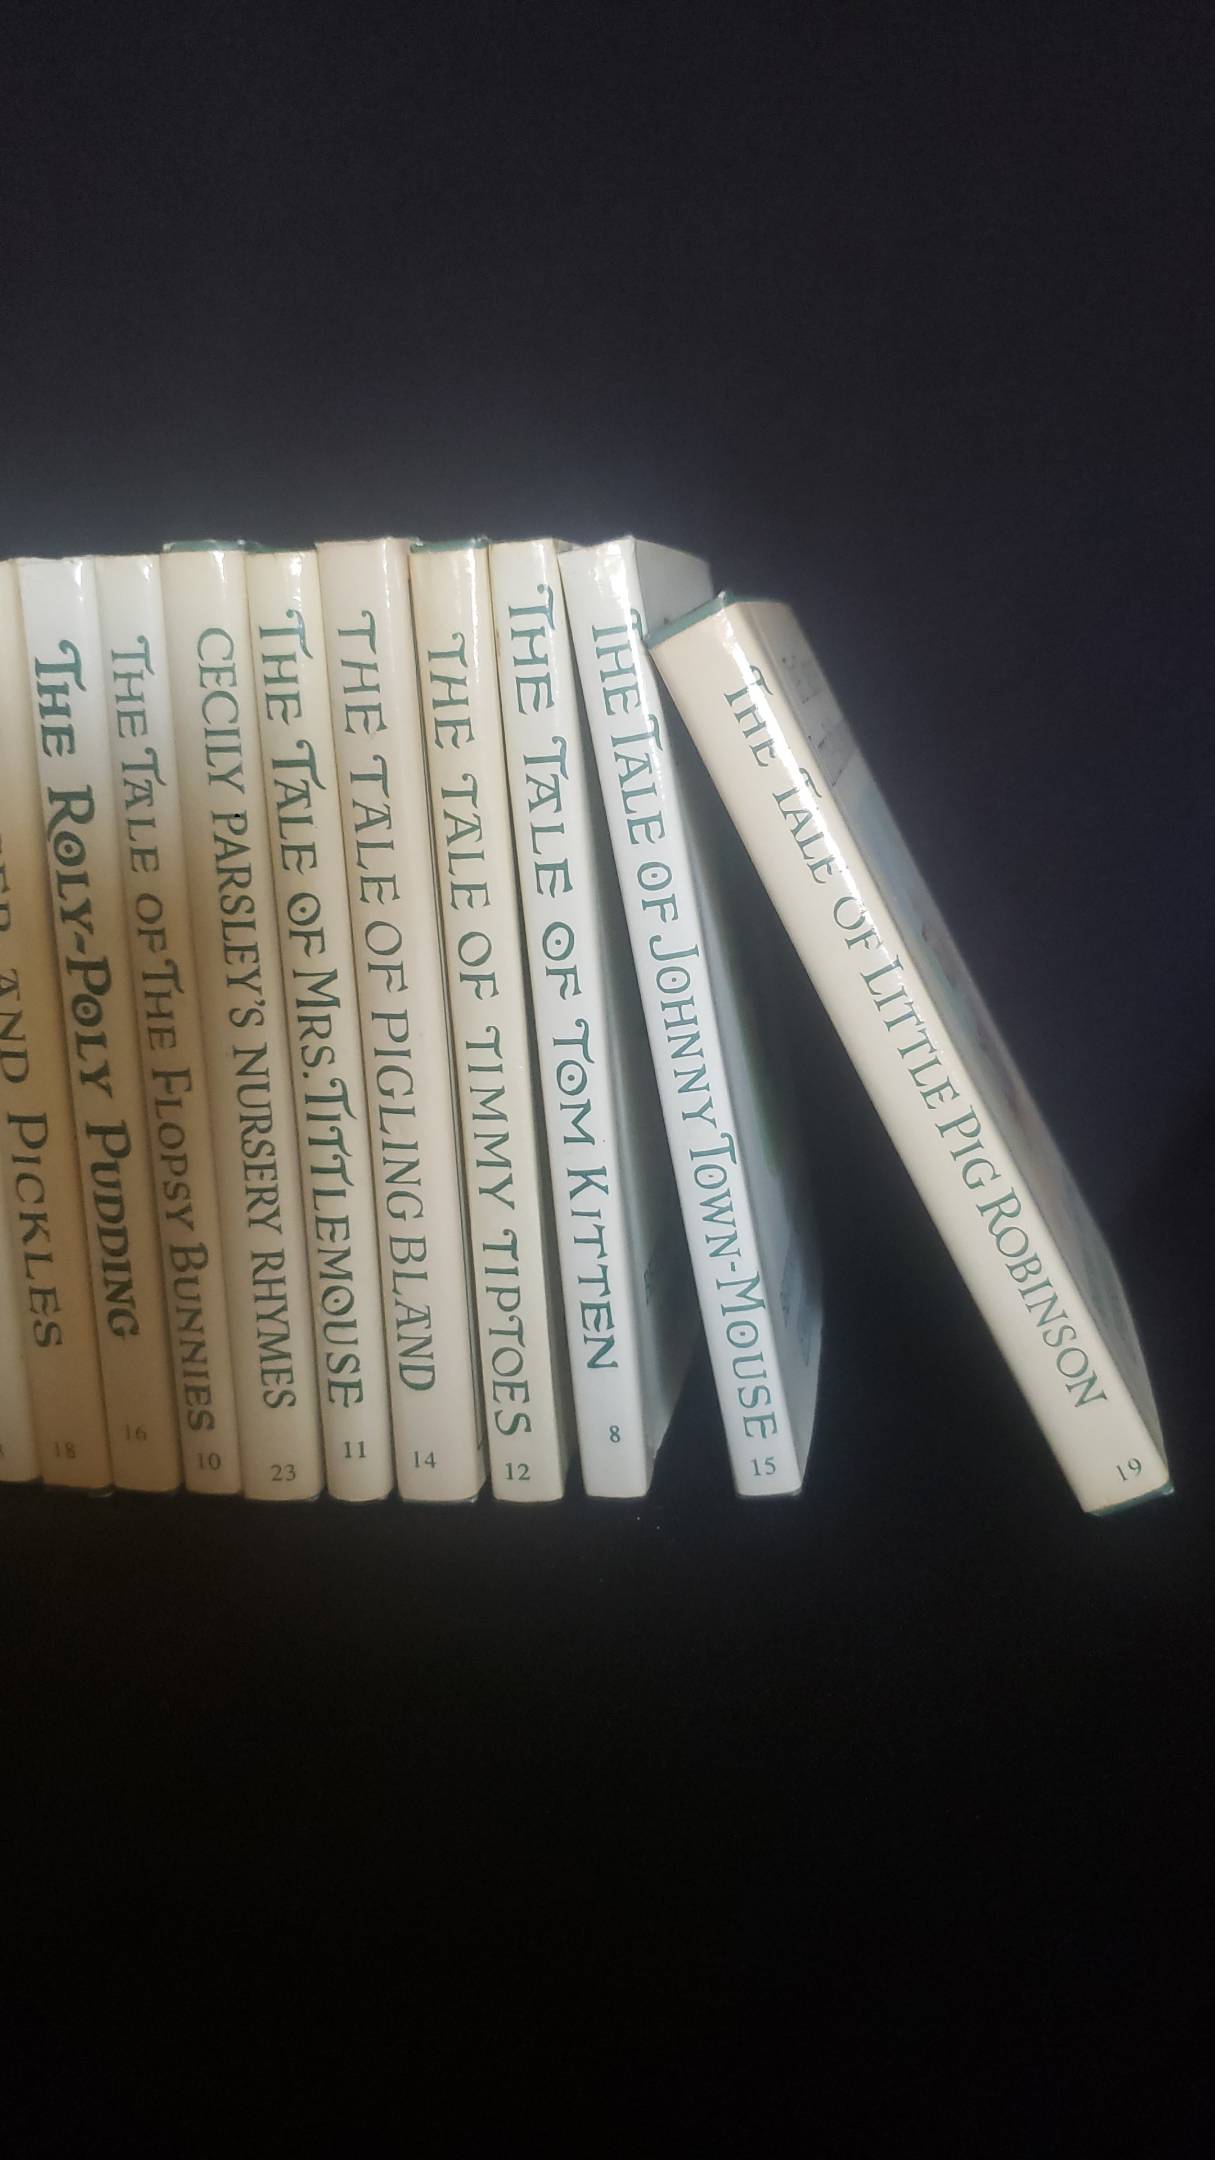 AND PICKLES
18
THE ROLY-POLY PUDDING
16
THE TALE OF THE FLOPSY BUNNIES
10
CECILY PARSLEY'S NURSERY RHYMES
23
THE TALE OF MRS. TITTLEMOUSE
11
THE TALE OF PIGLING BLAND
14
THE TALE OF TIMMY TIPTOES
12
THE TALE OF TOM KITTEN
8
THE TALE OF JOHNNY TOWN-MOUSE
15
THE TALE OF LITTLE PIG ROBINSON
19